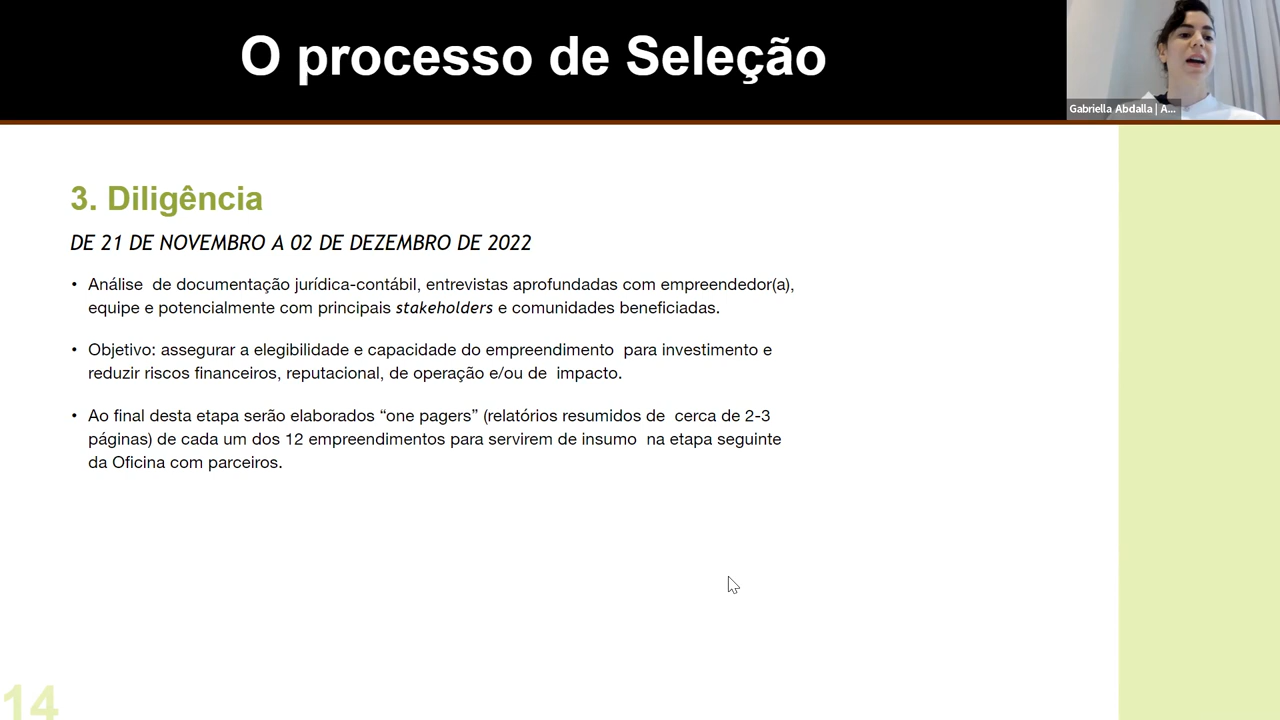 O processo de Seleção
Gabriella Abdalla | A...
3. Diligência
DE 21 DE NOVEMBRO A 02 DE DEZEMBRO DE 2022
• Análise de documentação jurídica-contábil, entrevistas aprofundadas com empreendedor(a),
equipe e potencialmente com principais stakeholders e comunidades beneficiadas.
• Objetivo: assegurar a elegibilidade e capacidade do empreendimento para investimento e
reduzir riscos financeiros, reputacional, de operação e/ou de impacto.
• Ao final desta etapa serão elaborados “one pagers” (relatórios resumidos de cerca de 2-3
páginas) de cada um dos 12 empreendimentos para servirem de insumo na etapa seguinte
da Oficina com parceiros.
14